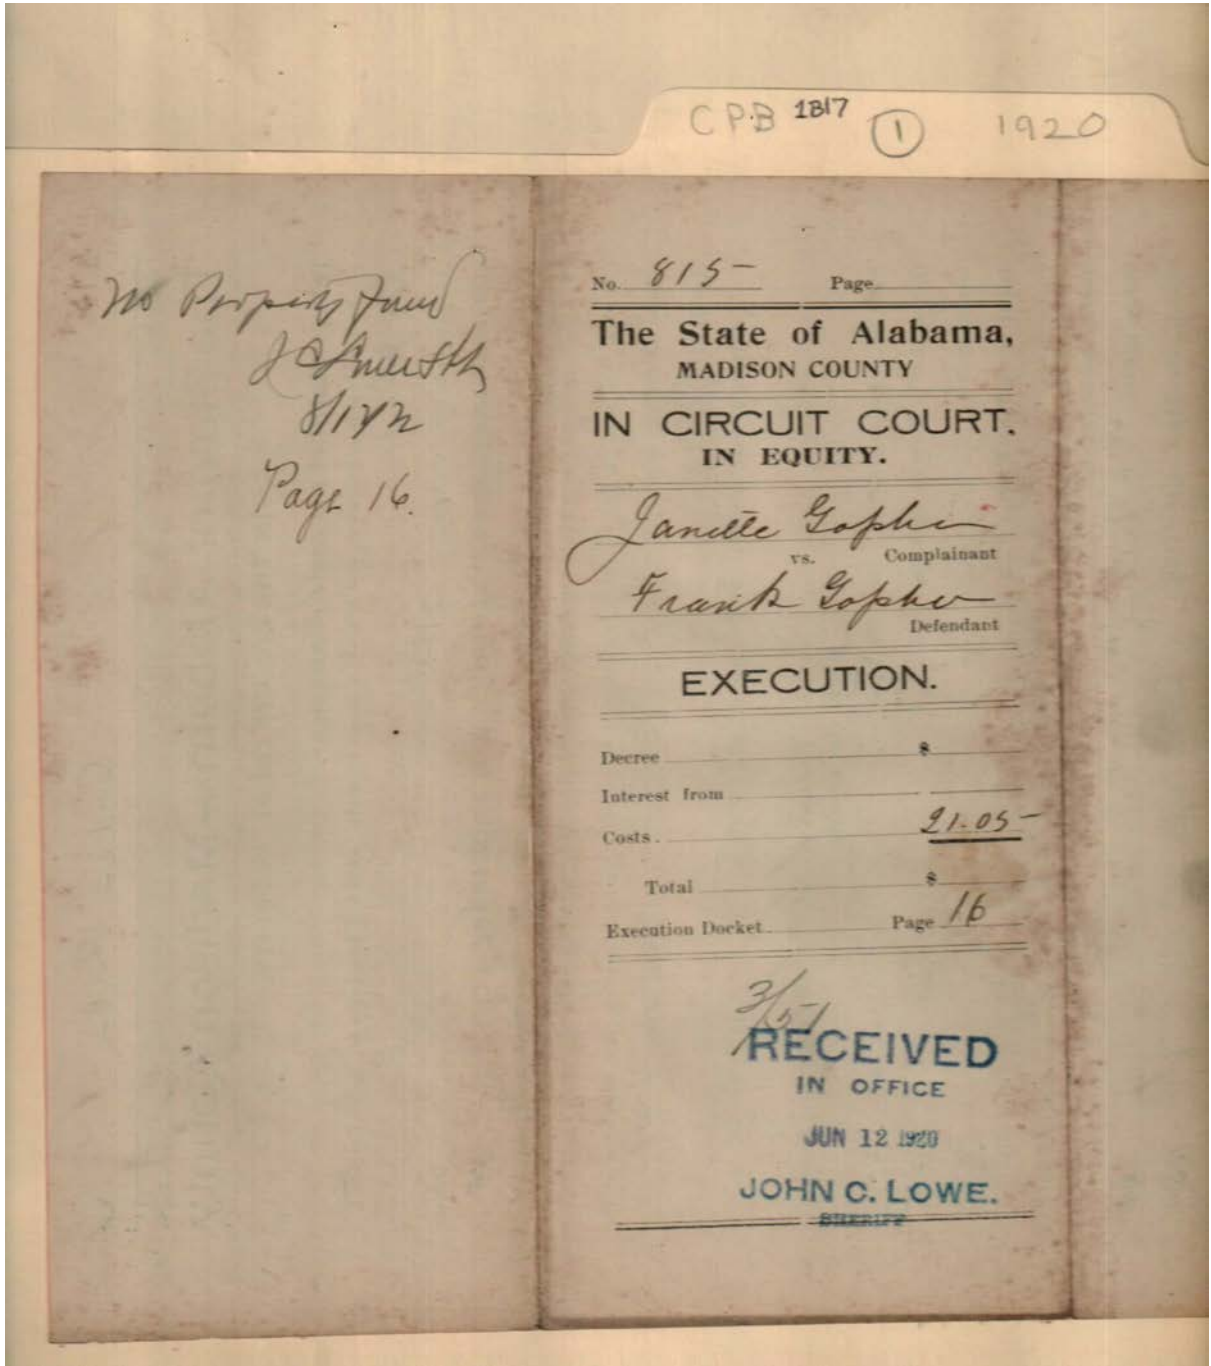 CPB 1817 1 1920
No Property Found
Page 16.
No. 815 Page
The State of Alabama,
MADISON COUNTY
IN CIRCUIT COURT.
IN EQUITY.
Janette Gopher
vs. Complainant
Frank Gopher
Defendant
EXECUTION.
Decree $
Interest from
Costs. 21.05
Total $
Execution Docket Page 16
RECEIVED
IN OFFICE
JUN 12 1920
JOHN C. LOWE.
SHERIFF